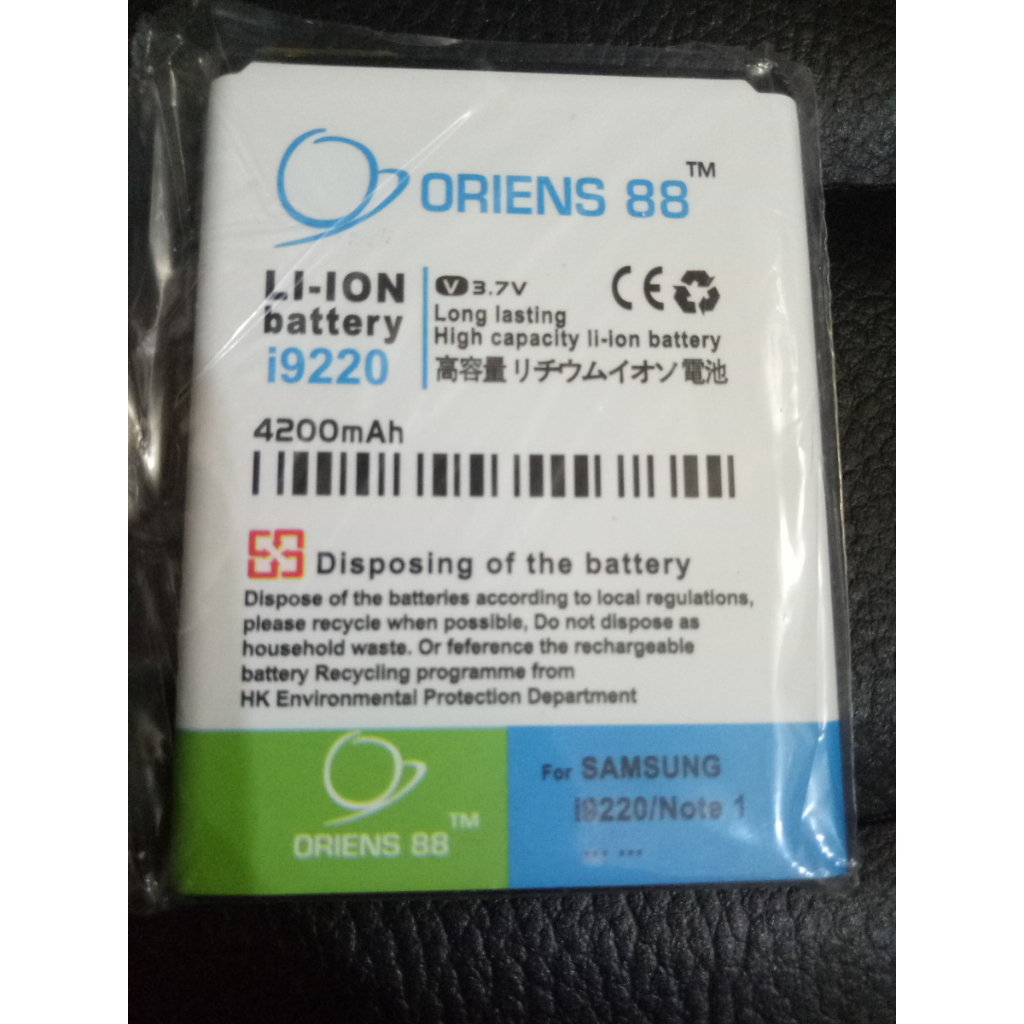 ORIENS 88™
LI-ION
battery
i9220
V 3.7V
Long lasting
High capacity li-ion battery
高容量 リチウムイオソ 電池
4200mAh
Disposing of the battery
Dispose of the batteries according to local regulations,
please recycle when possible, Do not dispose as
household waste. Or feference the rechargeable
battery Recycling programme from
HK Environmental Protection Department
ORIENS 88™
For SAMSUNG
i9220/Note 1